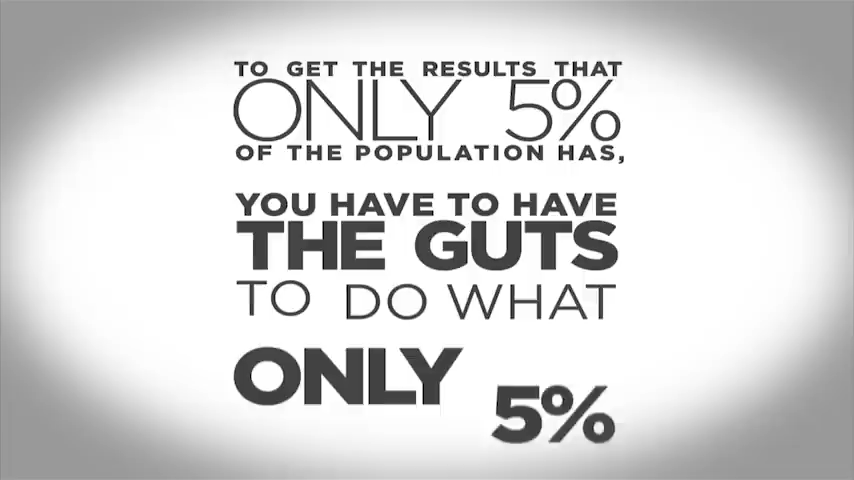 TO GET THE RESULTS THAT
ONLY 5%
OF THE POPULATION HAS,
YOU HAVE TO HAVE
THE GUTS
TO DO WHAT
ONLY
5%